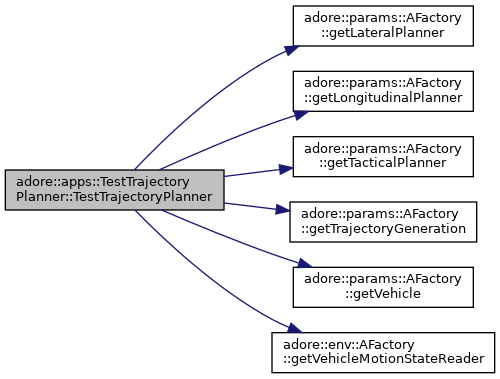 adore::apps::TestTrajectory
Planner::TestTrajectoryPlanner
adore::params::AFactory
::getLateralPlanner
adore::params::AFactory
::getLongitudinalPlanner
adore::params::AFactory
::getTacticalPlanner
adore::params::AFactory
::getTrajectoryGeneration
adore::params::AFactory
::getVehicle
adore::env::AFactory
::getVehicleMotionStateReader